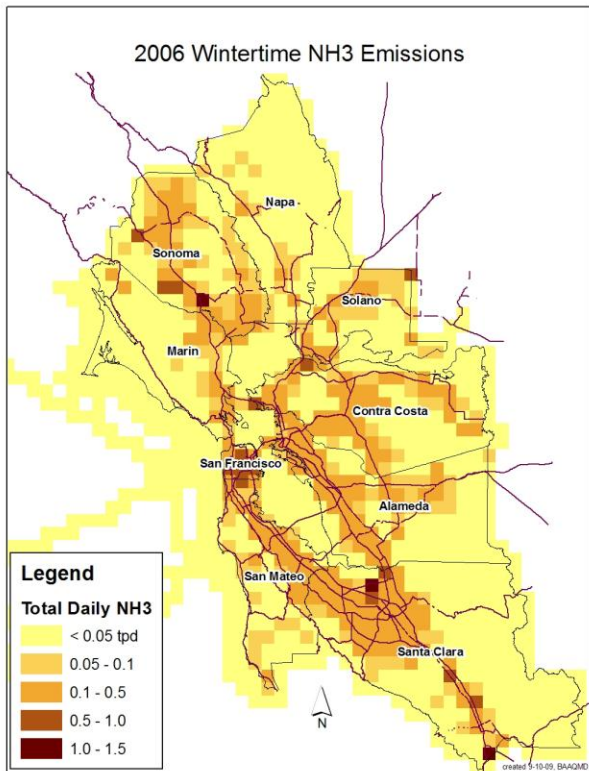 2006 Wintertime NH3 Emissions
Napa
Sonoma
Solano
Marin
Contra Costa
San Francisco
Alameda
San Mateo
Santa Clara
Legend
Total Daily NH3
< 0.05 tpd
0.05 - 0.1
0.1 - 0.5
0.5 - 1.0
1.0 - 1.5
N
created 9-10-09, BAAQMD